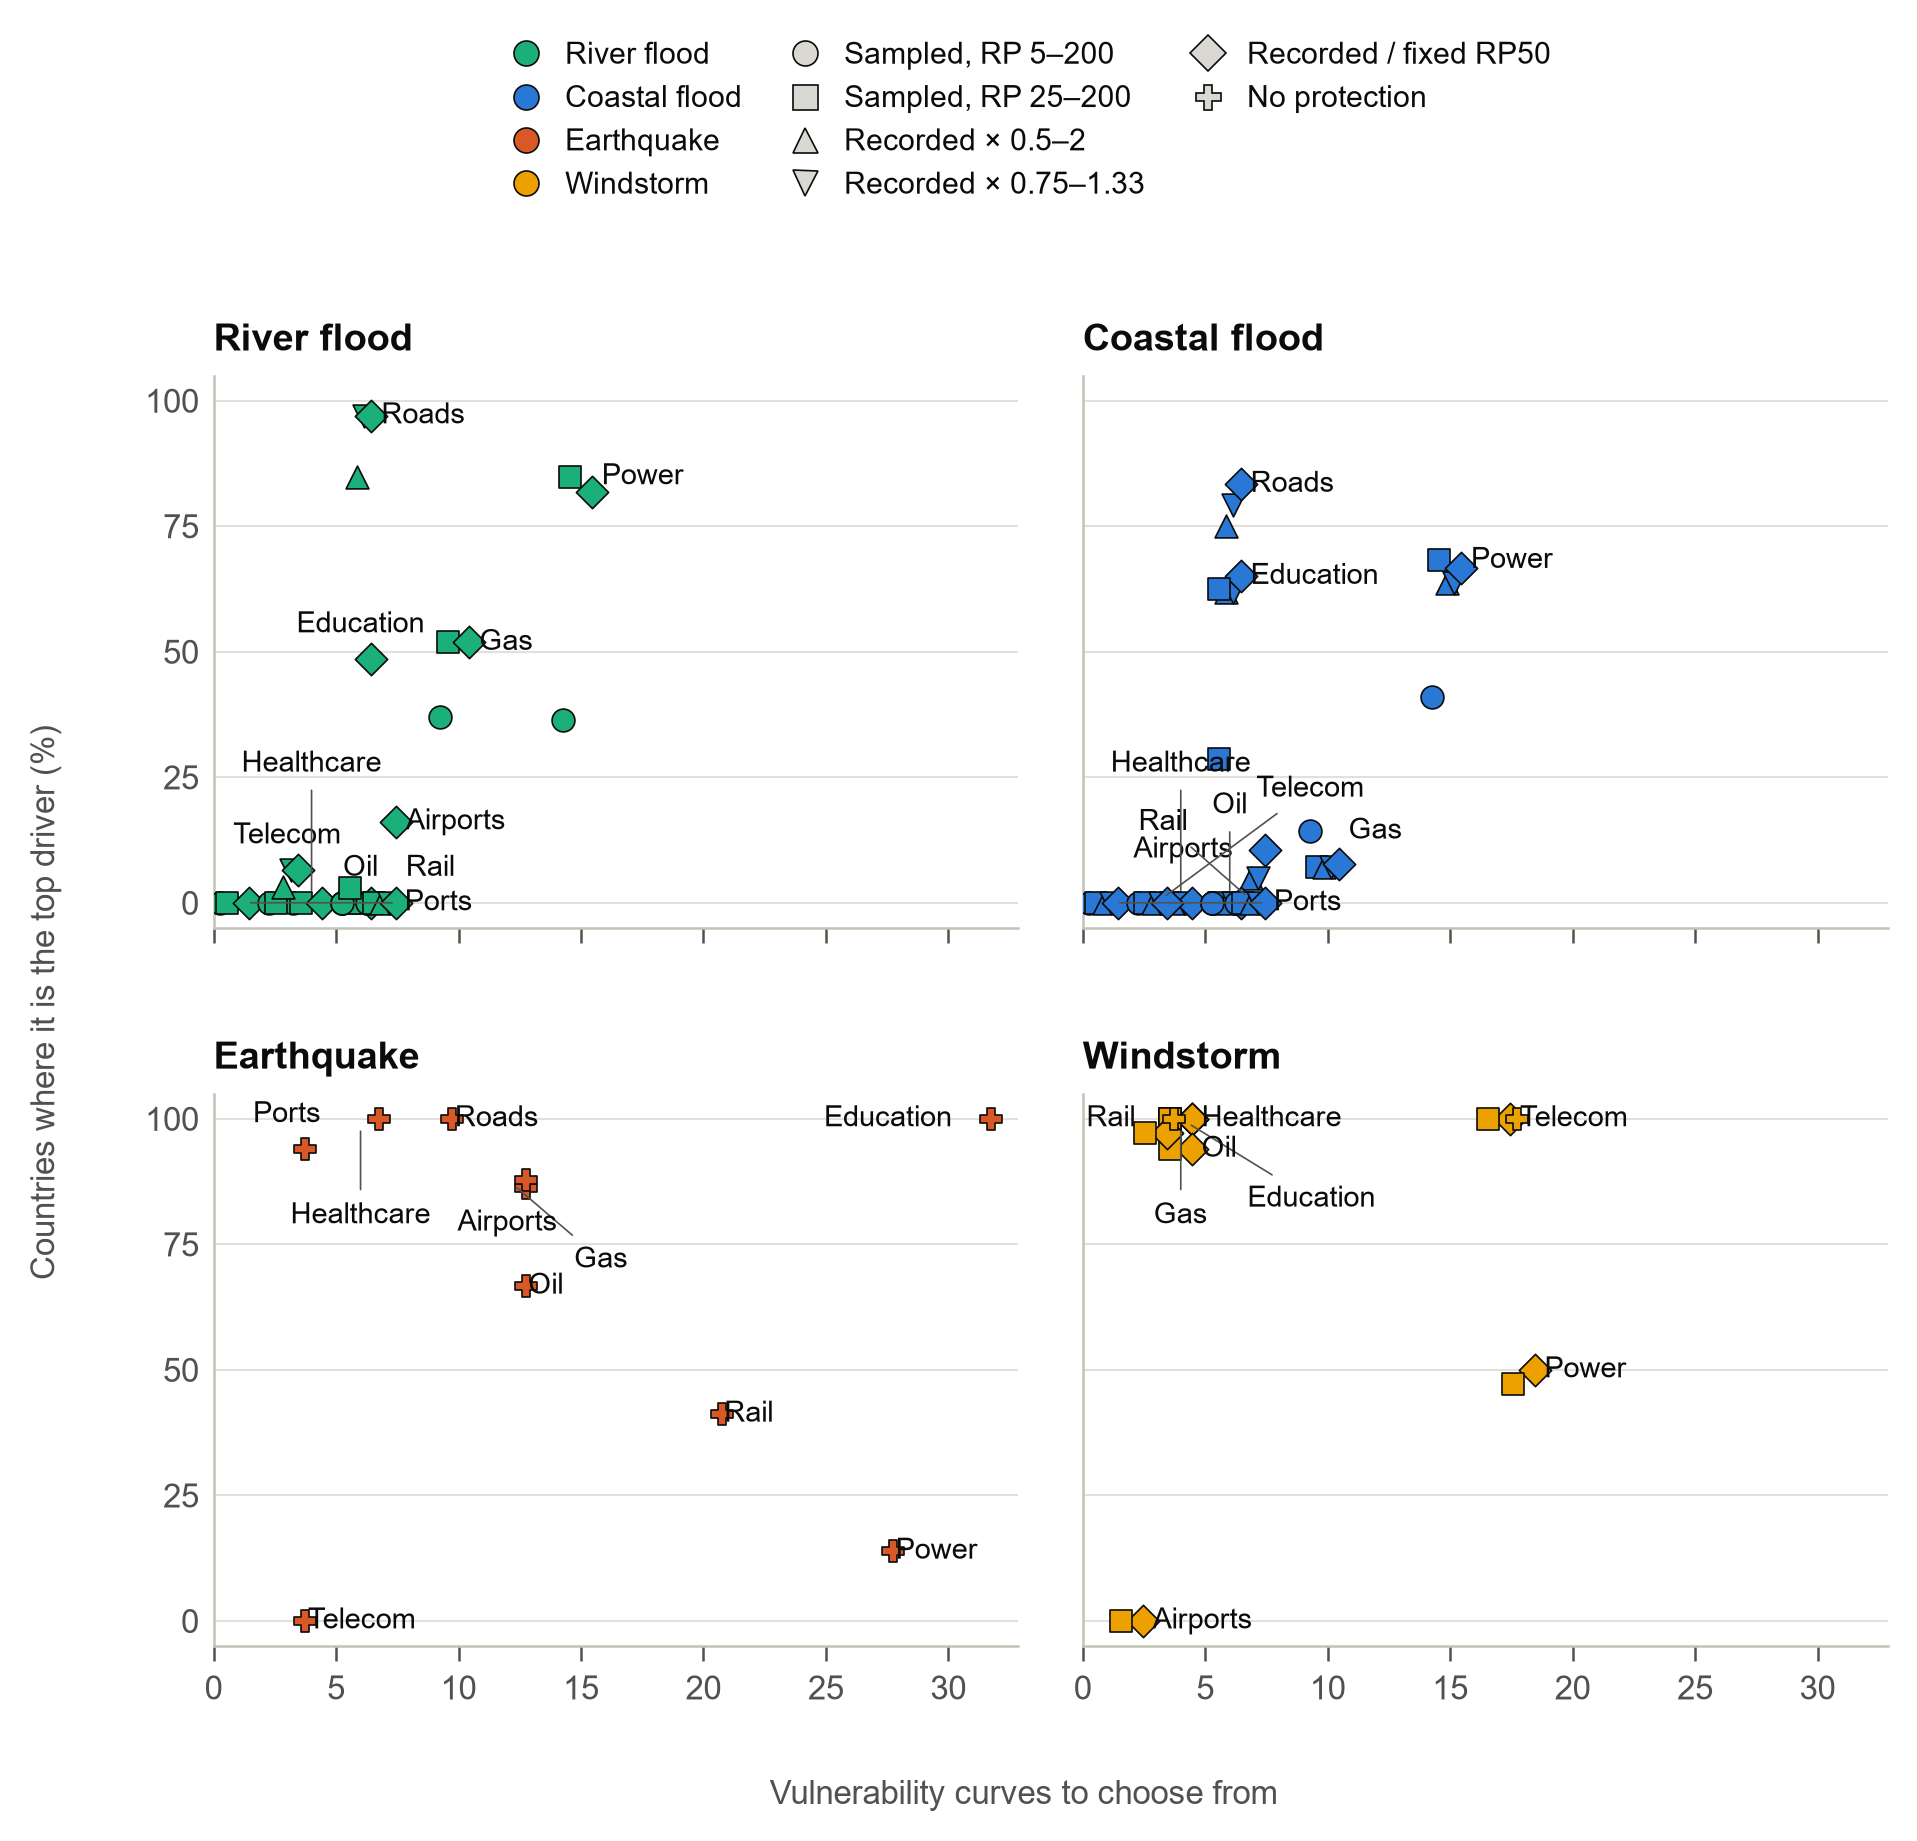 River flood
Coastal flood
Earthquake
Windstorm
Sampled, RP 5–200
Sampled, RP 25–200
Recorded × 0.5–2
Recorded × 0.75–1.33
Recorded / fixed RP50
No protection
Countries where it is the top driver (%)
River flood
100
75
50
25
0
Roads
Power
Education
Gas
Healthcare
Airports
Telecom
Oil
Rail
Ports
Coastal flood
Roads
Education
Power
Healthcare
Telecom
Oil
Rail
Gas
Airports
Ports
Earthquake
100
75
50
25
0
Ports
Roads
Education
Healthcare
Airports
Gas
Oil
Rail
Power
Telecom
0 5 10 15 20 25 30
Windstorm
Rail
Healthcare
Telecom
Oil
Education
Gas
Power
Airports
0 5 10 15 20 25 30
Vulnerability curves to choose from